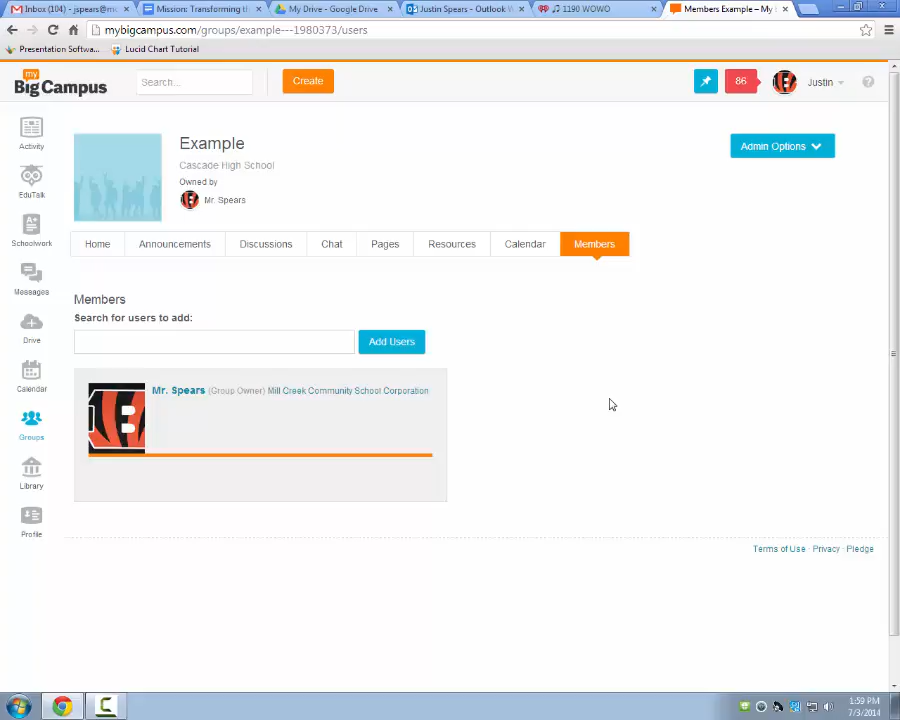 Inbox (104) - jspears@mc
Mission: Transforming th
My Drive - Google Drive
Justin Spears - Outlook W
1190 WOWO
Members Example – My B
mybigcampus.com/groups/example---1980373/users
Presentation Softwa...
Lucid Chart Tutorial
my
Big Campus
Search...
Create
86
Justin
Activity
EduTalk
Schoolwork
Messages
Drive
Calendar
Groups
Library
Profile
Example
Cascade High School
Owned by
Mr. Spears
Admin Options
Home
Announcements
Discussions
Chat
Pages
Resources
Calendar
Members
Members
Search for users to add:
Add Users
Mr. Spears (Group Owner) Mill Creek Community School Corporation
Terms of Use · Privacy · Pledge
1:59 PM
7/3/2014